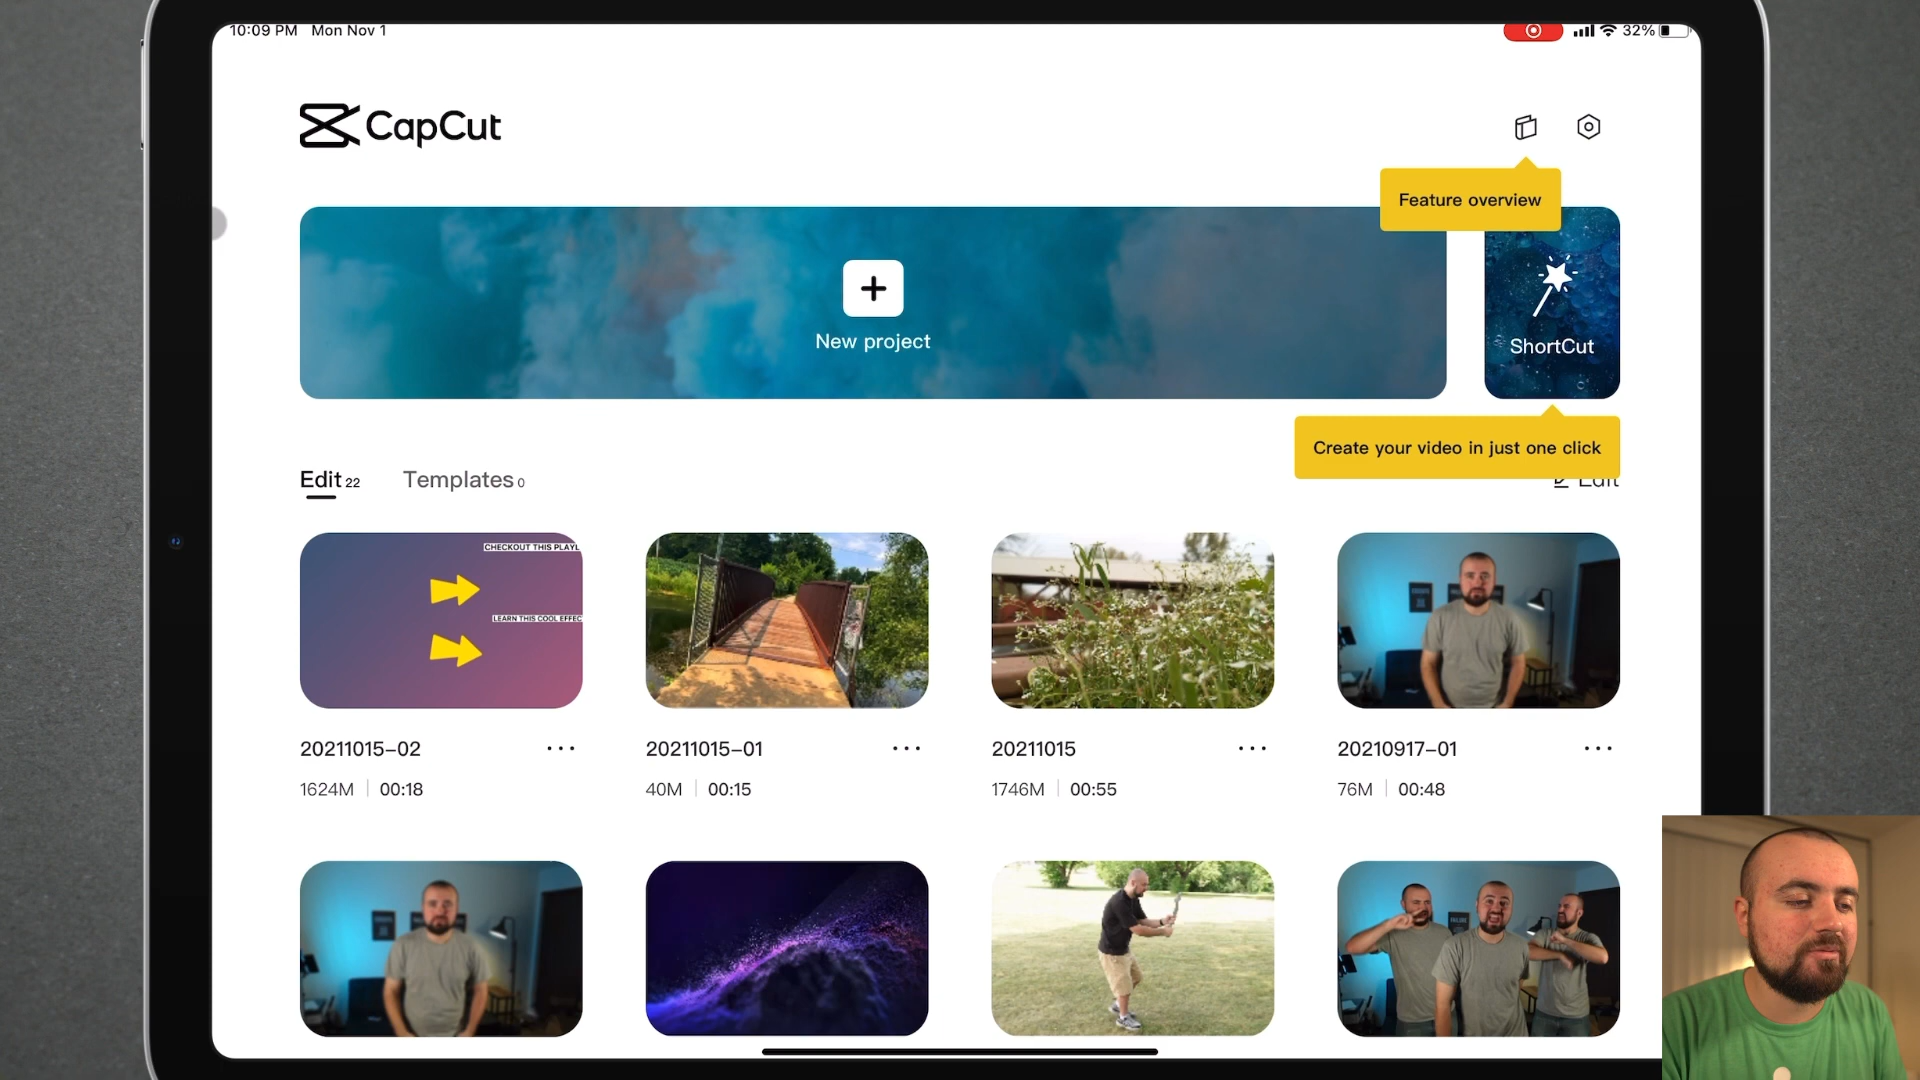 10:09 PM Mon Nov 1
32%
CapCut
Feature overview
New project
ShortCut
Create your video in just one click
Edit 22
Templates 0
Edit
CHECKOUT THIS PLAYL
LEARN THIS COOL EFFEC
20211015-02
1624M 00:18
20211015-01
40M 00:15
20211015
1746M 00:55
20210917-01
76M 00:48